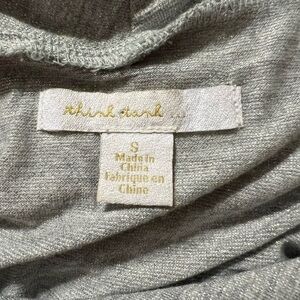 think tank
S
Made in
China
Fabriqué en
Chine